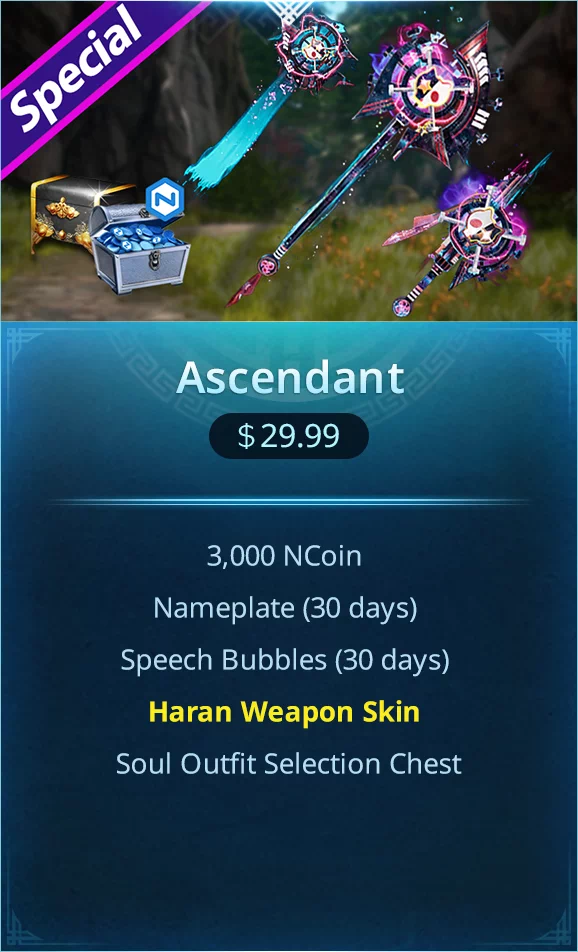 Special
N
Ascendant
$ 29.99
3,000 NCoin
Nameplate (30 days)
Speech Bubbles (30 days)
Haran Weapon Skin
Soul Outfit Selection Chest